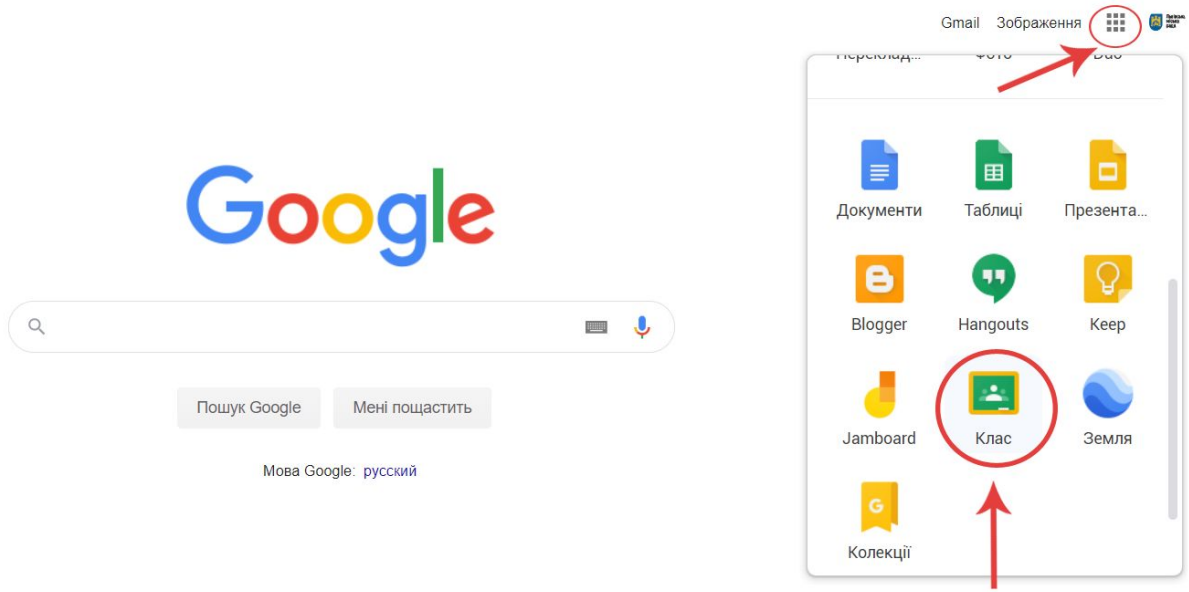 Gmail Зображення
Google
Документи Таблиці Презента...
Blogger Hangouts Keep
Jamboard Клас Земля
Колекції
Пошук Google Мені пощастить
Мова Google: русский